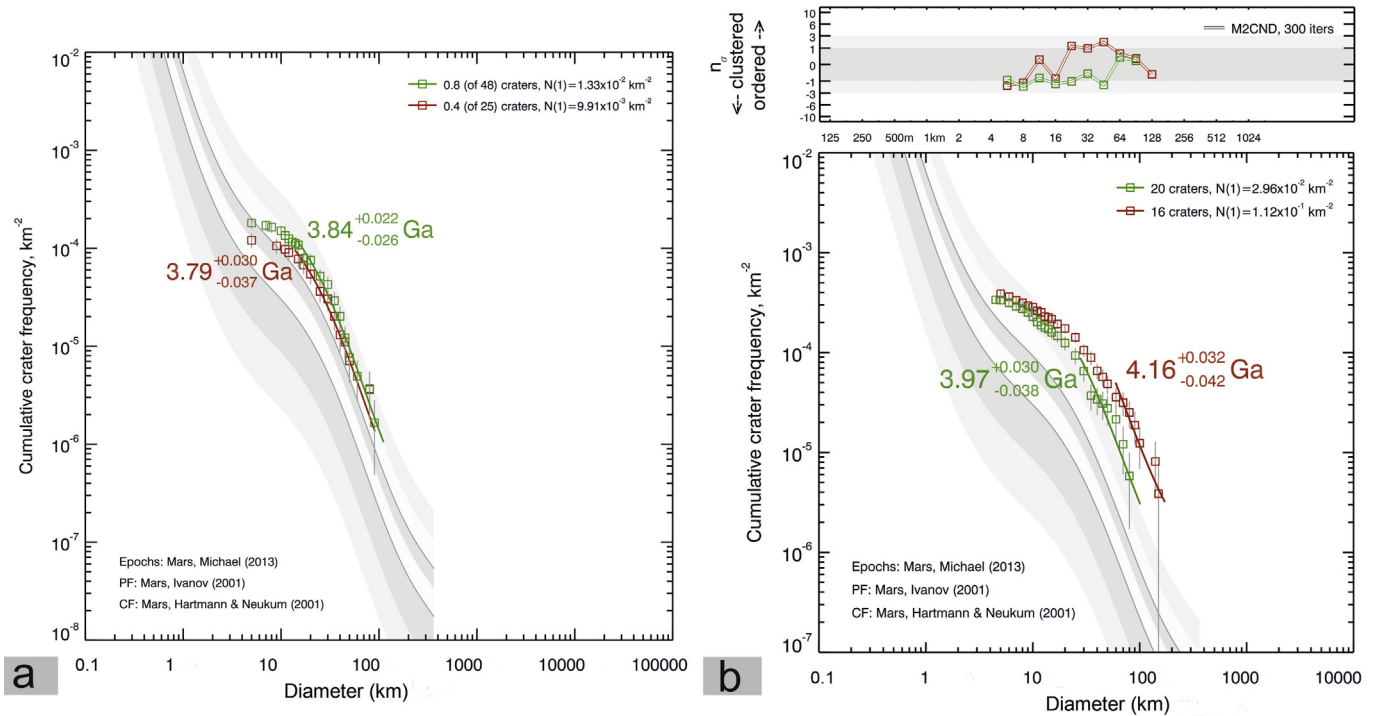 10⁻²
10⁻³
10⁻⁴
10⁻⁵
10⁻⁶
10⁻⁷
10⁻⁸
Cumulative crater frequency, km⁻²
0.8 (of 48) craters, N(1)=1.33x10⁻² km⁻²
0.4 (of 25) craters, N(1)=9.91x10⁻³ km⁻²
3.84 +0.022 -0.026 Ga
3.79 +0.030 -0.037 Ga
Epochs: Mars, Michael (2013)
PF: Mars, Ivanov (2001)
CF: Mars, Hartmann & Neukum (2001)
0.1 1 10 100 1000 10000 100000
Diameter (km)
a
10
6
3
1
0
-1
-3
-6
-10
nσ
<-- clustered
ordered -->
M2CND, 300 iters
125 250 500m 1km 2 4 8 16 32 64 128 256 512 1024
10⁻²
10⁻³
10⁻⁴
10⁻⁵
10⁻⁶
10⁻⁷
Cumulative crater frequency, km⁻²
20 craters, N(1)=2.96x10⁻² km⁻²
16 craters, N(1)=1.12x10⁻¹ km⁻²
3.97 +0.030 -0.038 Ga
4.16 +0.032 -0.042 Ga
Epochs: Mars, Michael (2013)
PF: Mars, Ivanov (2001)
CF: Mars, Hartmann & Neukum (2001)
0.1 1 10 100 1000 10000
Diameter (km)
b